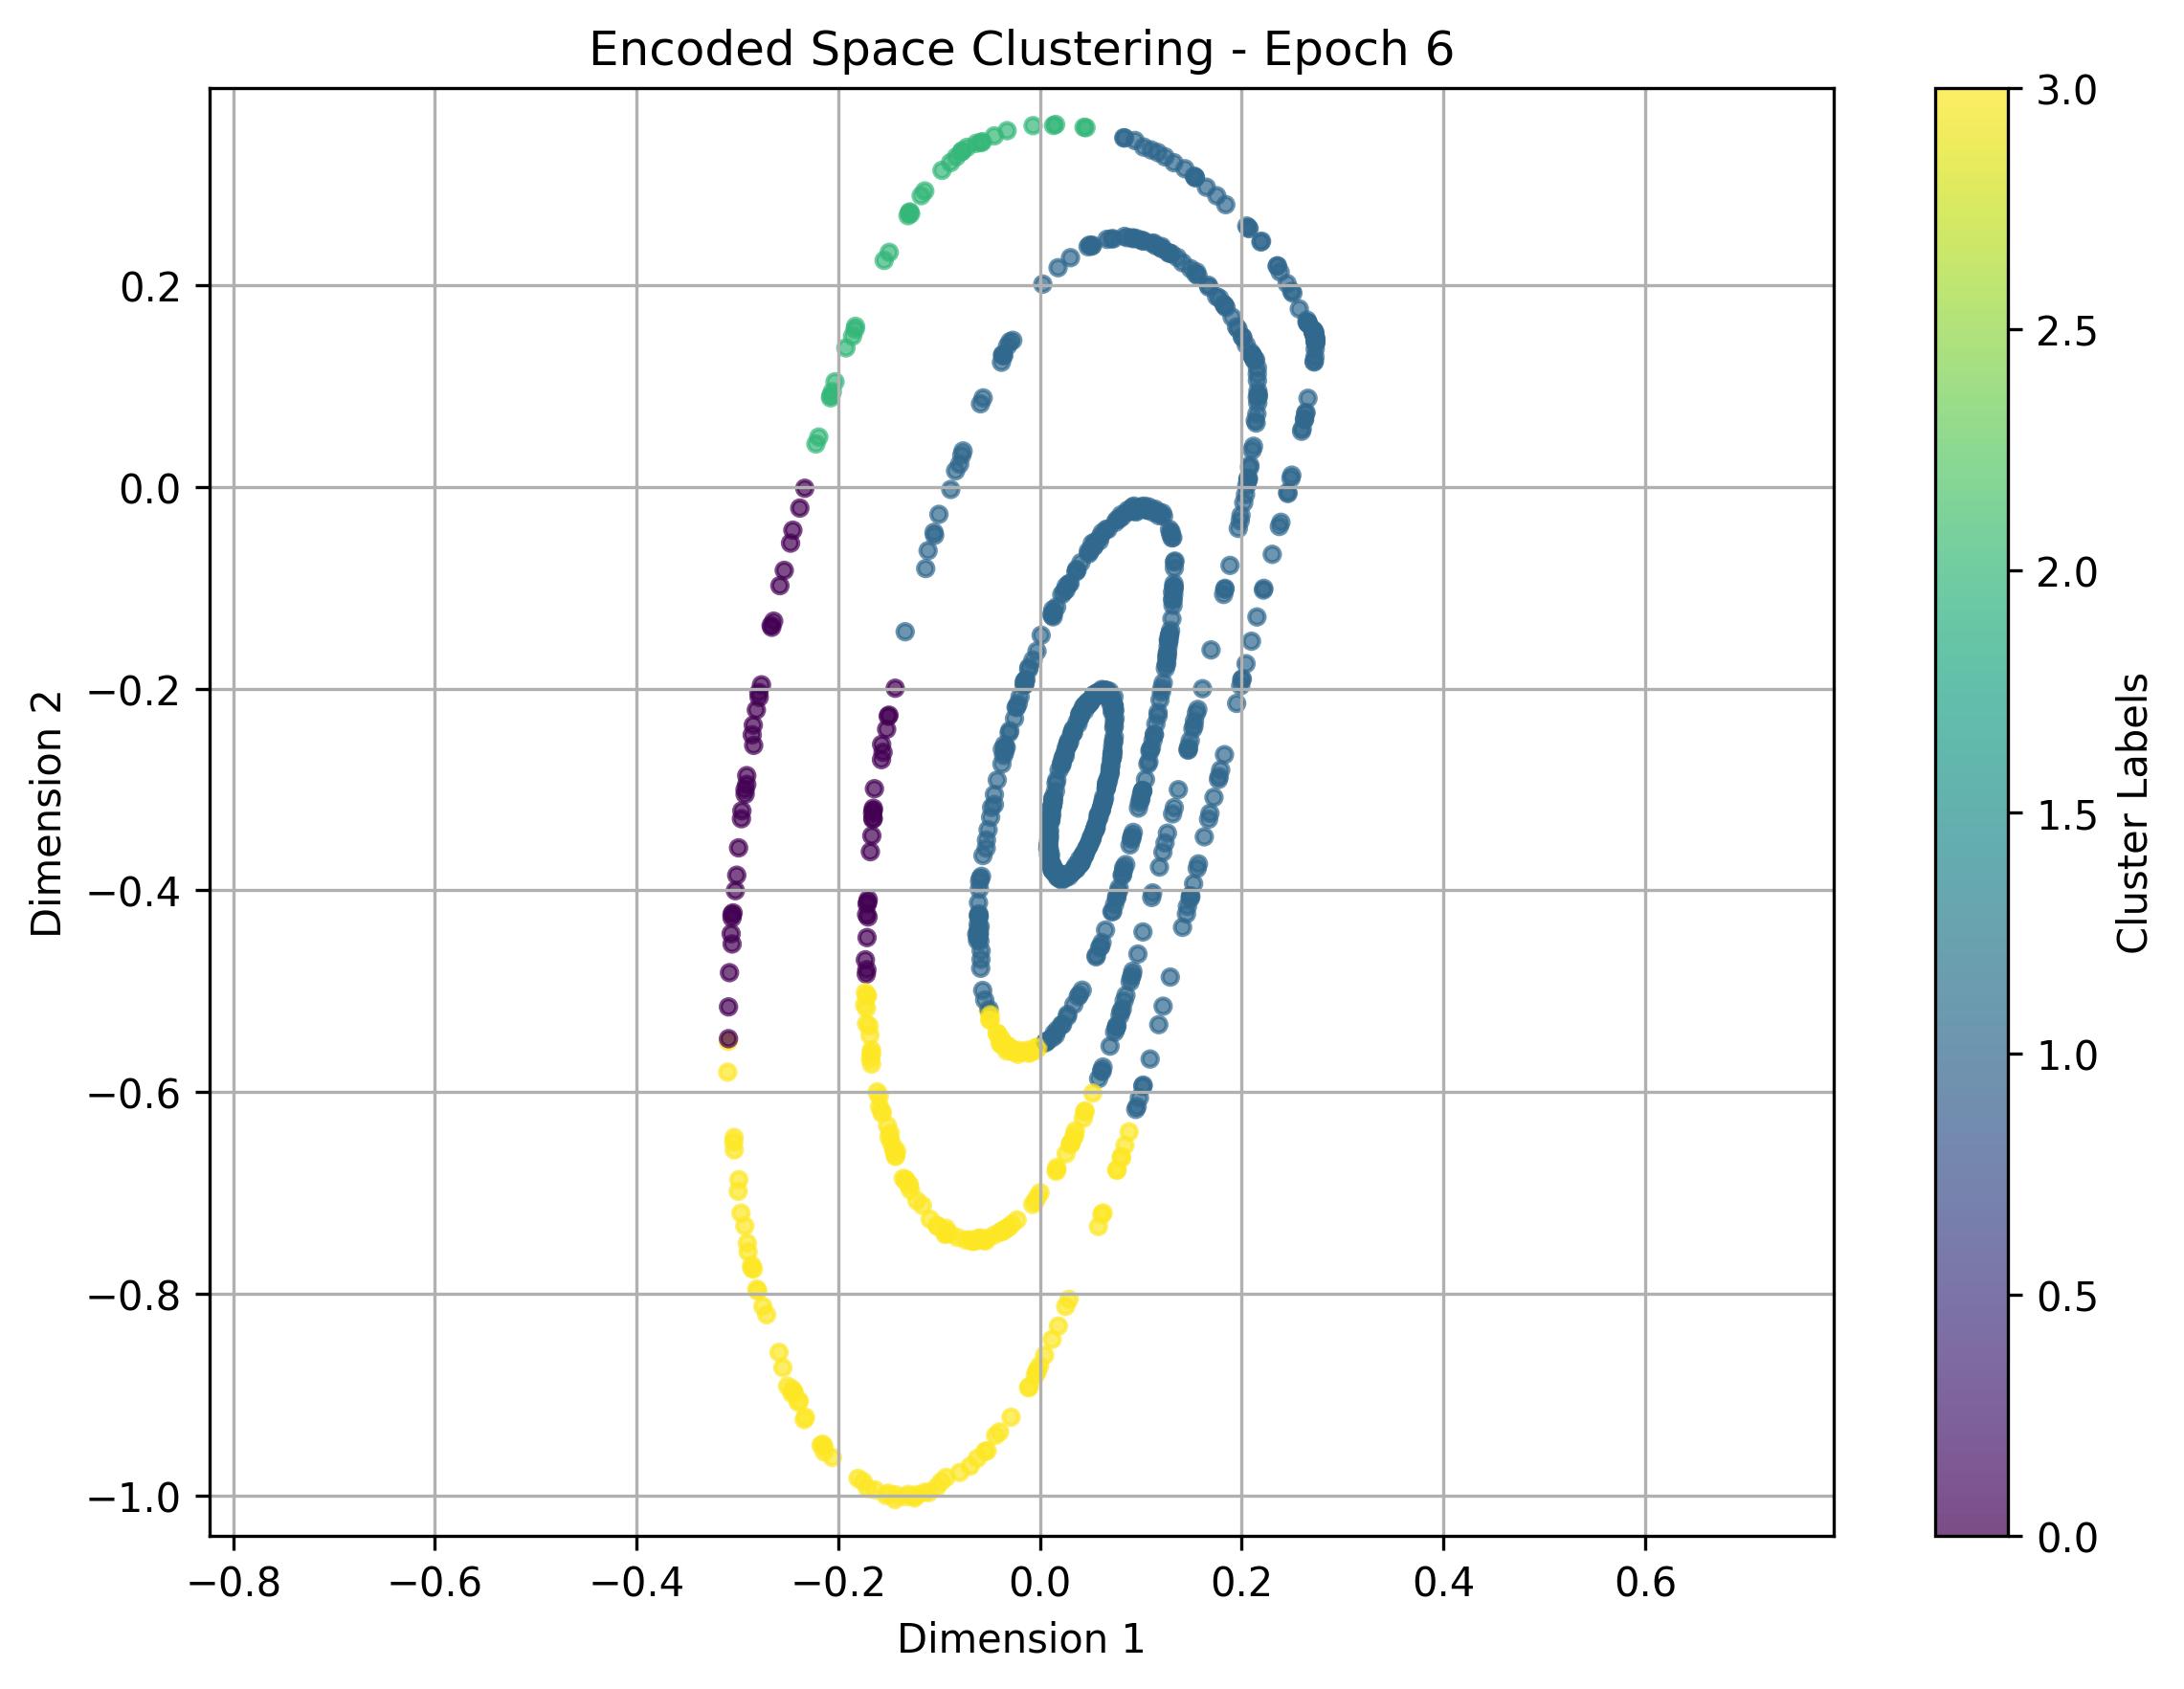 Encoded Space Clustering - Epoch 6
0.2
0.0
−0.2
−0.4
−0.6
−0.8
−1.0
Dimension 2
−0.8 −0.6 −0.4 −0.2 0.0 0.2 0.4 0.6
Dimension 1
3.0
2.5
2.0
1.5
1.0
0.5
0.0
Cluster Labels